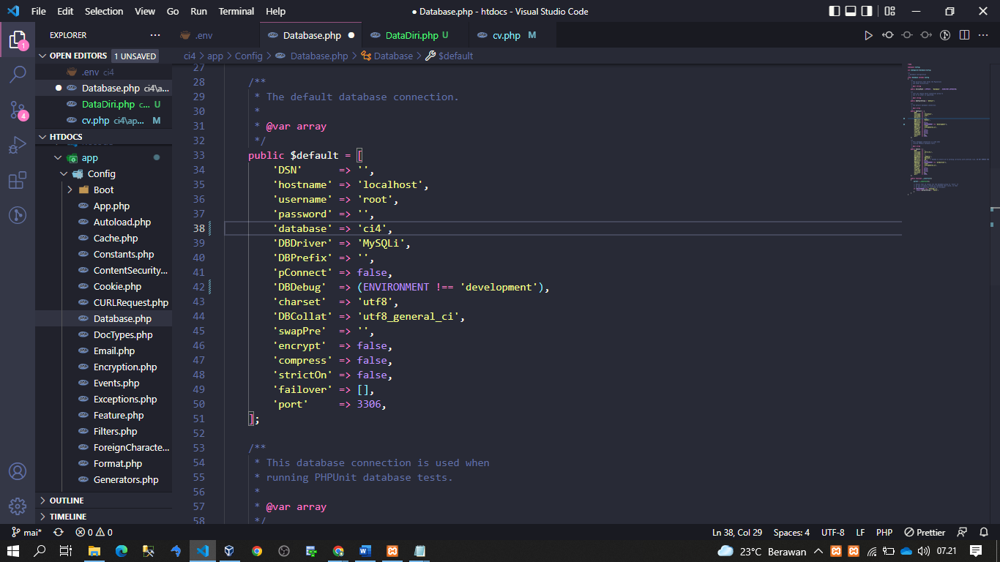 File Edit Selection View Go Run Terminal Help
● Database.php - htdocs - Visual Studio Code
EXPLORER
.env
Database.php
DataDiri.php U
cv.php M
OPEN EDITORS 1 UNSAVED
.env ci4
Database.php ci4\a...
DataDiri.php c... U
cv.php ci4\ap... M
HTDOCS
app
Config
Boot
App.php
Autoload.php
Cache.php
Constants.php
ContentSecurity...
Cookie.php
CURLRequest.php
Database.php
DocTypes.php
Email.php
Encryption.php
Events.php
Exceptions.php
Feature.php
Filters.php
ForeignCharacte...
Format.php
Generators.php
OUTLINE
TIMELINE
1
4
ci4 > app > Config > Database.php > Database > $default
27
28 /**
29 * The default database connection.
30 *
31 * @var array
32 */
33 public $default = [
34 'DSN' => '',
35 'hostname' => 'localhost',
36 'username' => 'root',
37 'password' => '',
38 'database' => 'ci4',
39 'DBDriver' => 'MySQLi',
40 'DBPrefix' => '',
41 'pConnect' => false,
42 'DBDebug' => (ENVIRONMENT !== 'development'),
43 'charset' => 'utf8',
44 'DBCollat' => 'utf8_general_ci',
45 'swapPre' => '',
46 'encrypt' => false,
47 'compress' => false,
48 'strictOn' => false,
49 'failover' => [],
50 'port' => 3306,
51 ];
52
53 /**
54 * This database connection is used when
55 * running PHPUnit database tests.
56 *
57 * @var array
58 */
mai* 0 0
Ln 38, Col 29 Spaces: 4 UTF-8 LF PHP Prettier
23°C Berawan
07.21